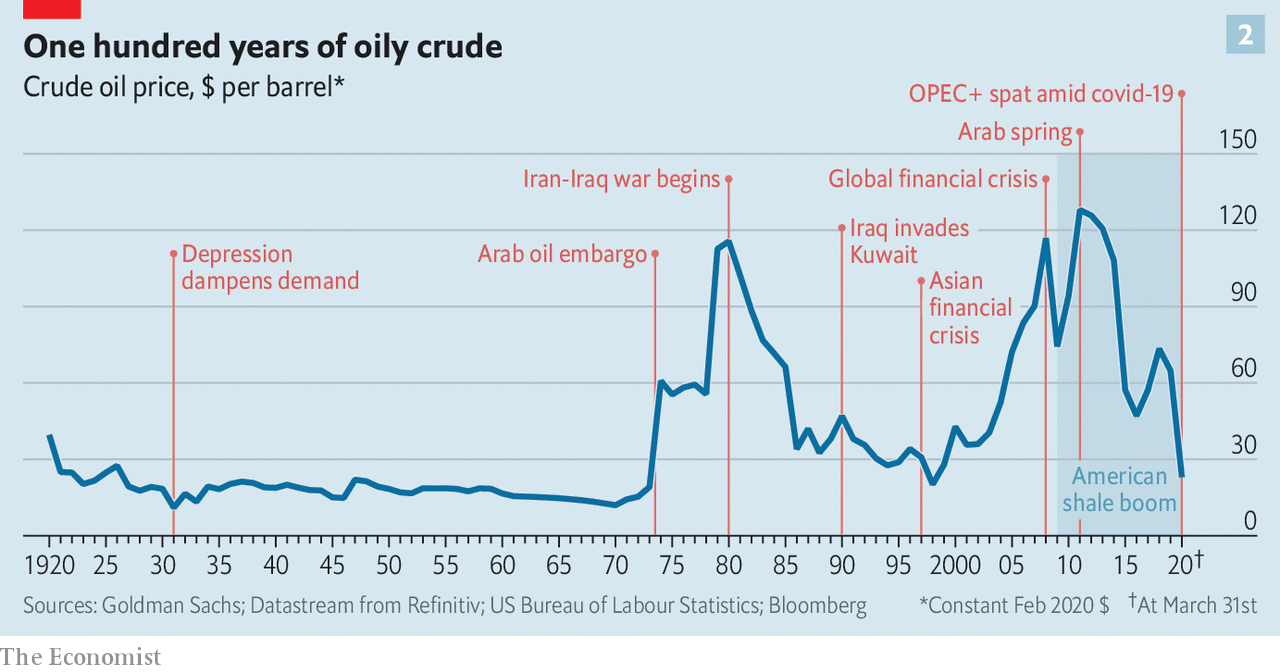 One hundred years of oily crude
2
Crude oil price, $ per barrel*
OPEC+ spat amid covid-19
Arab spring
150
Iran-Iraq war begins
Global financial crisis
120
Iraq invades
Kuwait
Depression
dampens demand
Arab oil embargo
Asian
financial
crisis
90
60
30
American
shale boom
0
1920 25 30 35 40 45 50 55 60 65 70 75 80 85 90 95 2000 05 10 15 20†
Sources: Goldman Sachs; Datastream from Refinitiv; US Bureau of Labour Statistics; Bloomberg *Constant Feb 2020 $ †At March 31st
The Economist